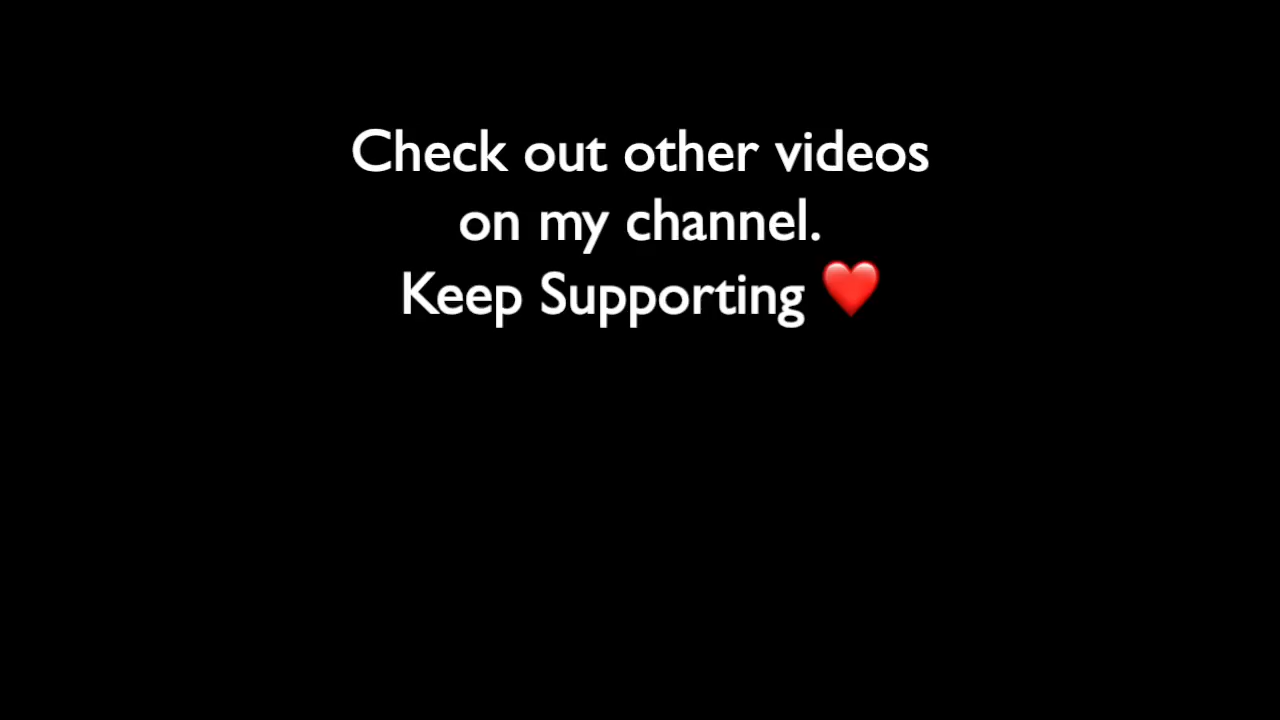 Check out other videos
on my channel.
Keep Supporting ❤️